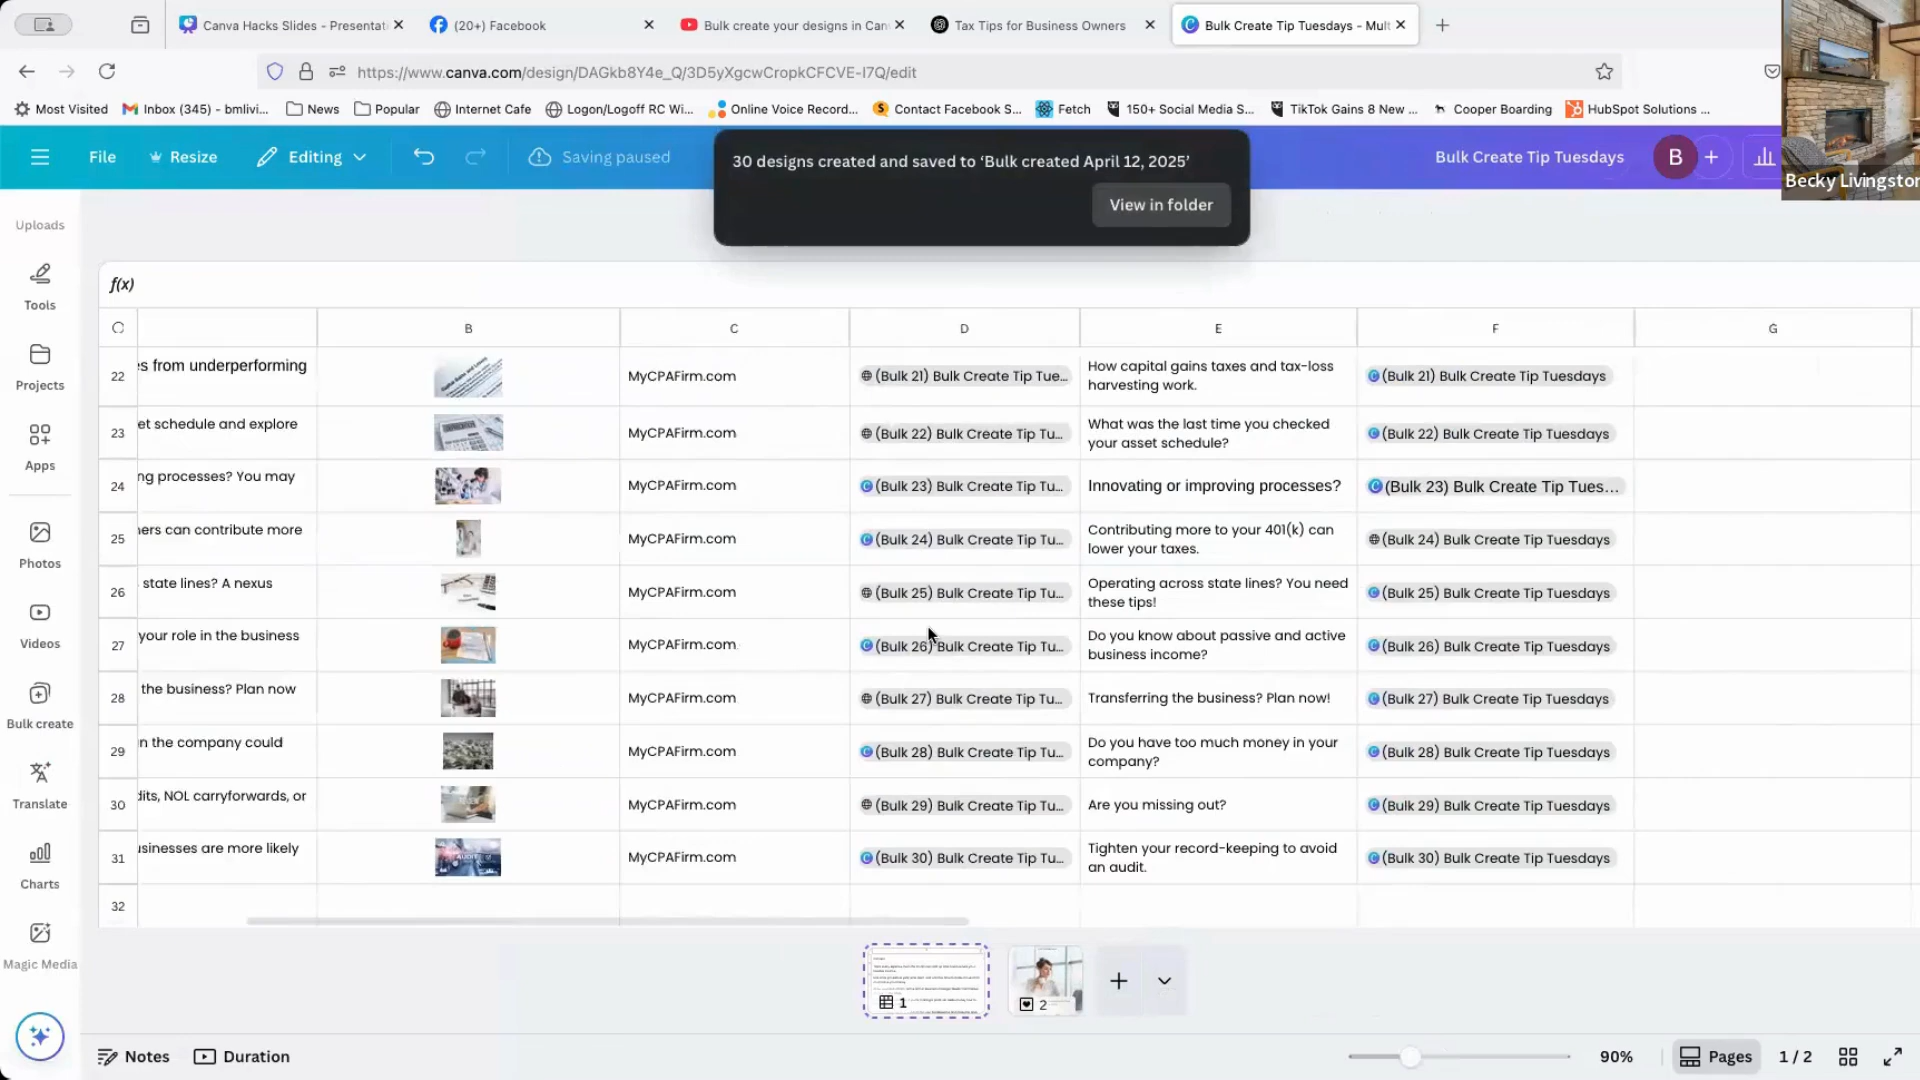 Canva Hacks Slides - Presentati
(20+) Facebook
Bulk create your designs in Can
Tax Tips for Business Owners
Bulk Create Tip Tuesdays - Mult
https://www.canva.com/design/DAGkb8Y4e_Q/3D5yXgcwCropkCFCVE-I7Q/edit
Most Visited
Inbox (345) - bmlivi...
News
Popular
Internet Cafe
Logon/Logoff RC Wi...
Online Voice Record...
Contact Facebook S...
Fetch
150+ Social Media S...
TikTok Gains 8 New ...
Cooper Boarding
HubSpot Solutions ...
File
Resize
Editing
Saving paused
30 designs created and saved to ‘Bulk created April 12, 2025’
View in folder
Bulk Create Tip Tuesdays
B
Becky Livingston
Uploads
Tools
Projects
Apps
Photos
Videos
Bulk create
Translate
Charts
Magic Media
f(x)
B C D E F G
22 es from underperforming MyCPAFirm.com (Bulk 21) Bulk Create Tip Tue... How capital gains taxes and tax-loss (Bulk 21) Bulk Create Tip Tuesdays
harvesting work.
23 et schedule and explore MyCPAFirm.com (Bulk 22) Bulk Create Tip Tu... What was the last time you checked (Bulk 22) Bulk Create Tip Tuesdays
your asset schedule?
24 ng processes? You may MyCPAFirm.com (Bulk 23) Bulk Create Tip Tu... Innovating or improving processes? (Bulk 23) Bulk Create Tip Tues...
25 ners can contribute more MyCPAFirm.com (Bulk 24) Bulk Create Tip Tu... Contributing more to your 401(k) can (Bulk 24) Bulk Create Tip Tuesdays
lower your taxes.
26 state lines? A nexus MyCPAFirm.com (Bulk 25) Bulk Create Tip Tu... Operating across state lines? You need (Bulk 25) Bulk Create Tip Tuesdays
these tips!
27 your role in the business MyCPAFirm.com (Bulk 26) Bulk Create Tip Tu... Do you know about passive and active (Bulk 26) Bulk Create Tip Tuesdays
business income?
28 the business? Plan now MyCPAFirm.com (Bulk 27) Bulk Create Tip Tu... Transferring the business? Plan now! (Bulk 27) Bulk Create Tip Tuesdays
29 in the company could MyCPAFirm.com (Bulk 28) Bulk Create Tip Tu... Do you have too much money in your (Bulk 28) Bulk Create Tip Tuesdays
company?
30 dits, NOL carryforwards, or MyCPAFirm.com (Bulk 29) Bulk Create Tip Tu... Are you missing out? (Bulk 29) Bulk Create Tip Tuesdays
31 usinesses are more likely MyCPAFirm.com (Bulk 30) Bulk Create Tip Tu... Tighten your record-keeping to avoid (Bulk 30) Bulk Create Tip Tuesdays
an audit.
32
1
2
Notes
Duration
90%
Pages
1 / 2